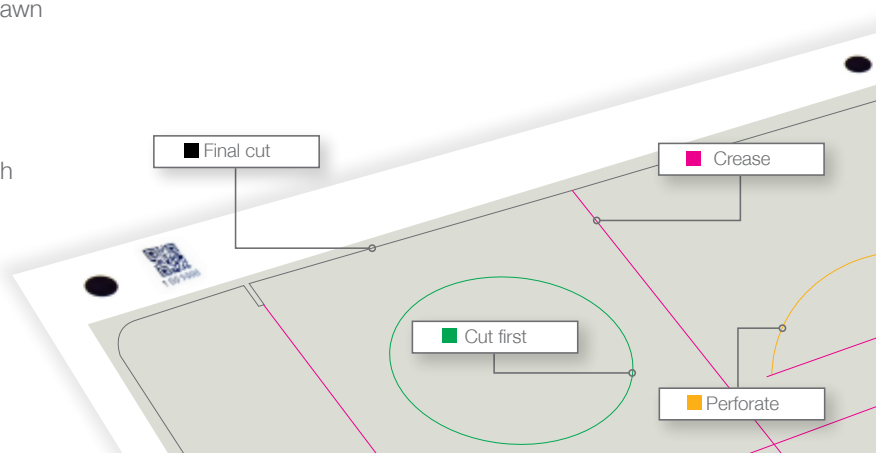 awn
h
Final cut
Crease
Cut first
Perforate